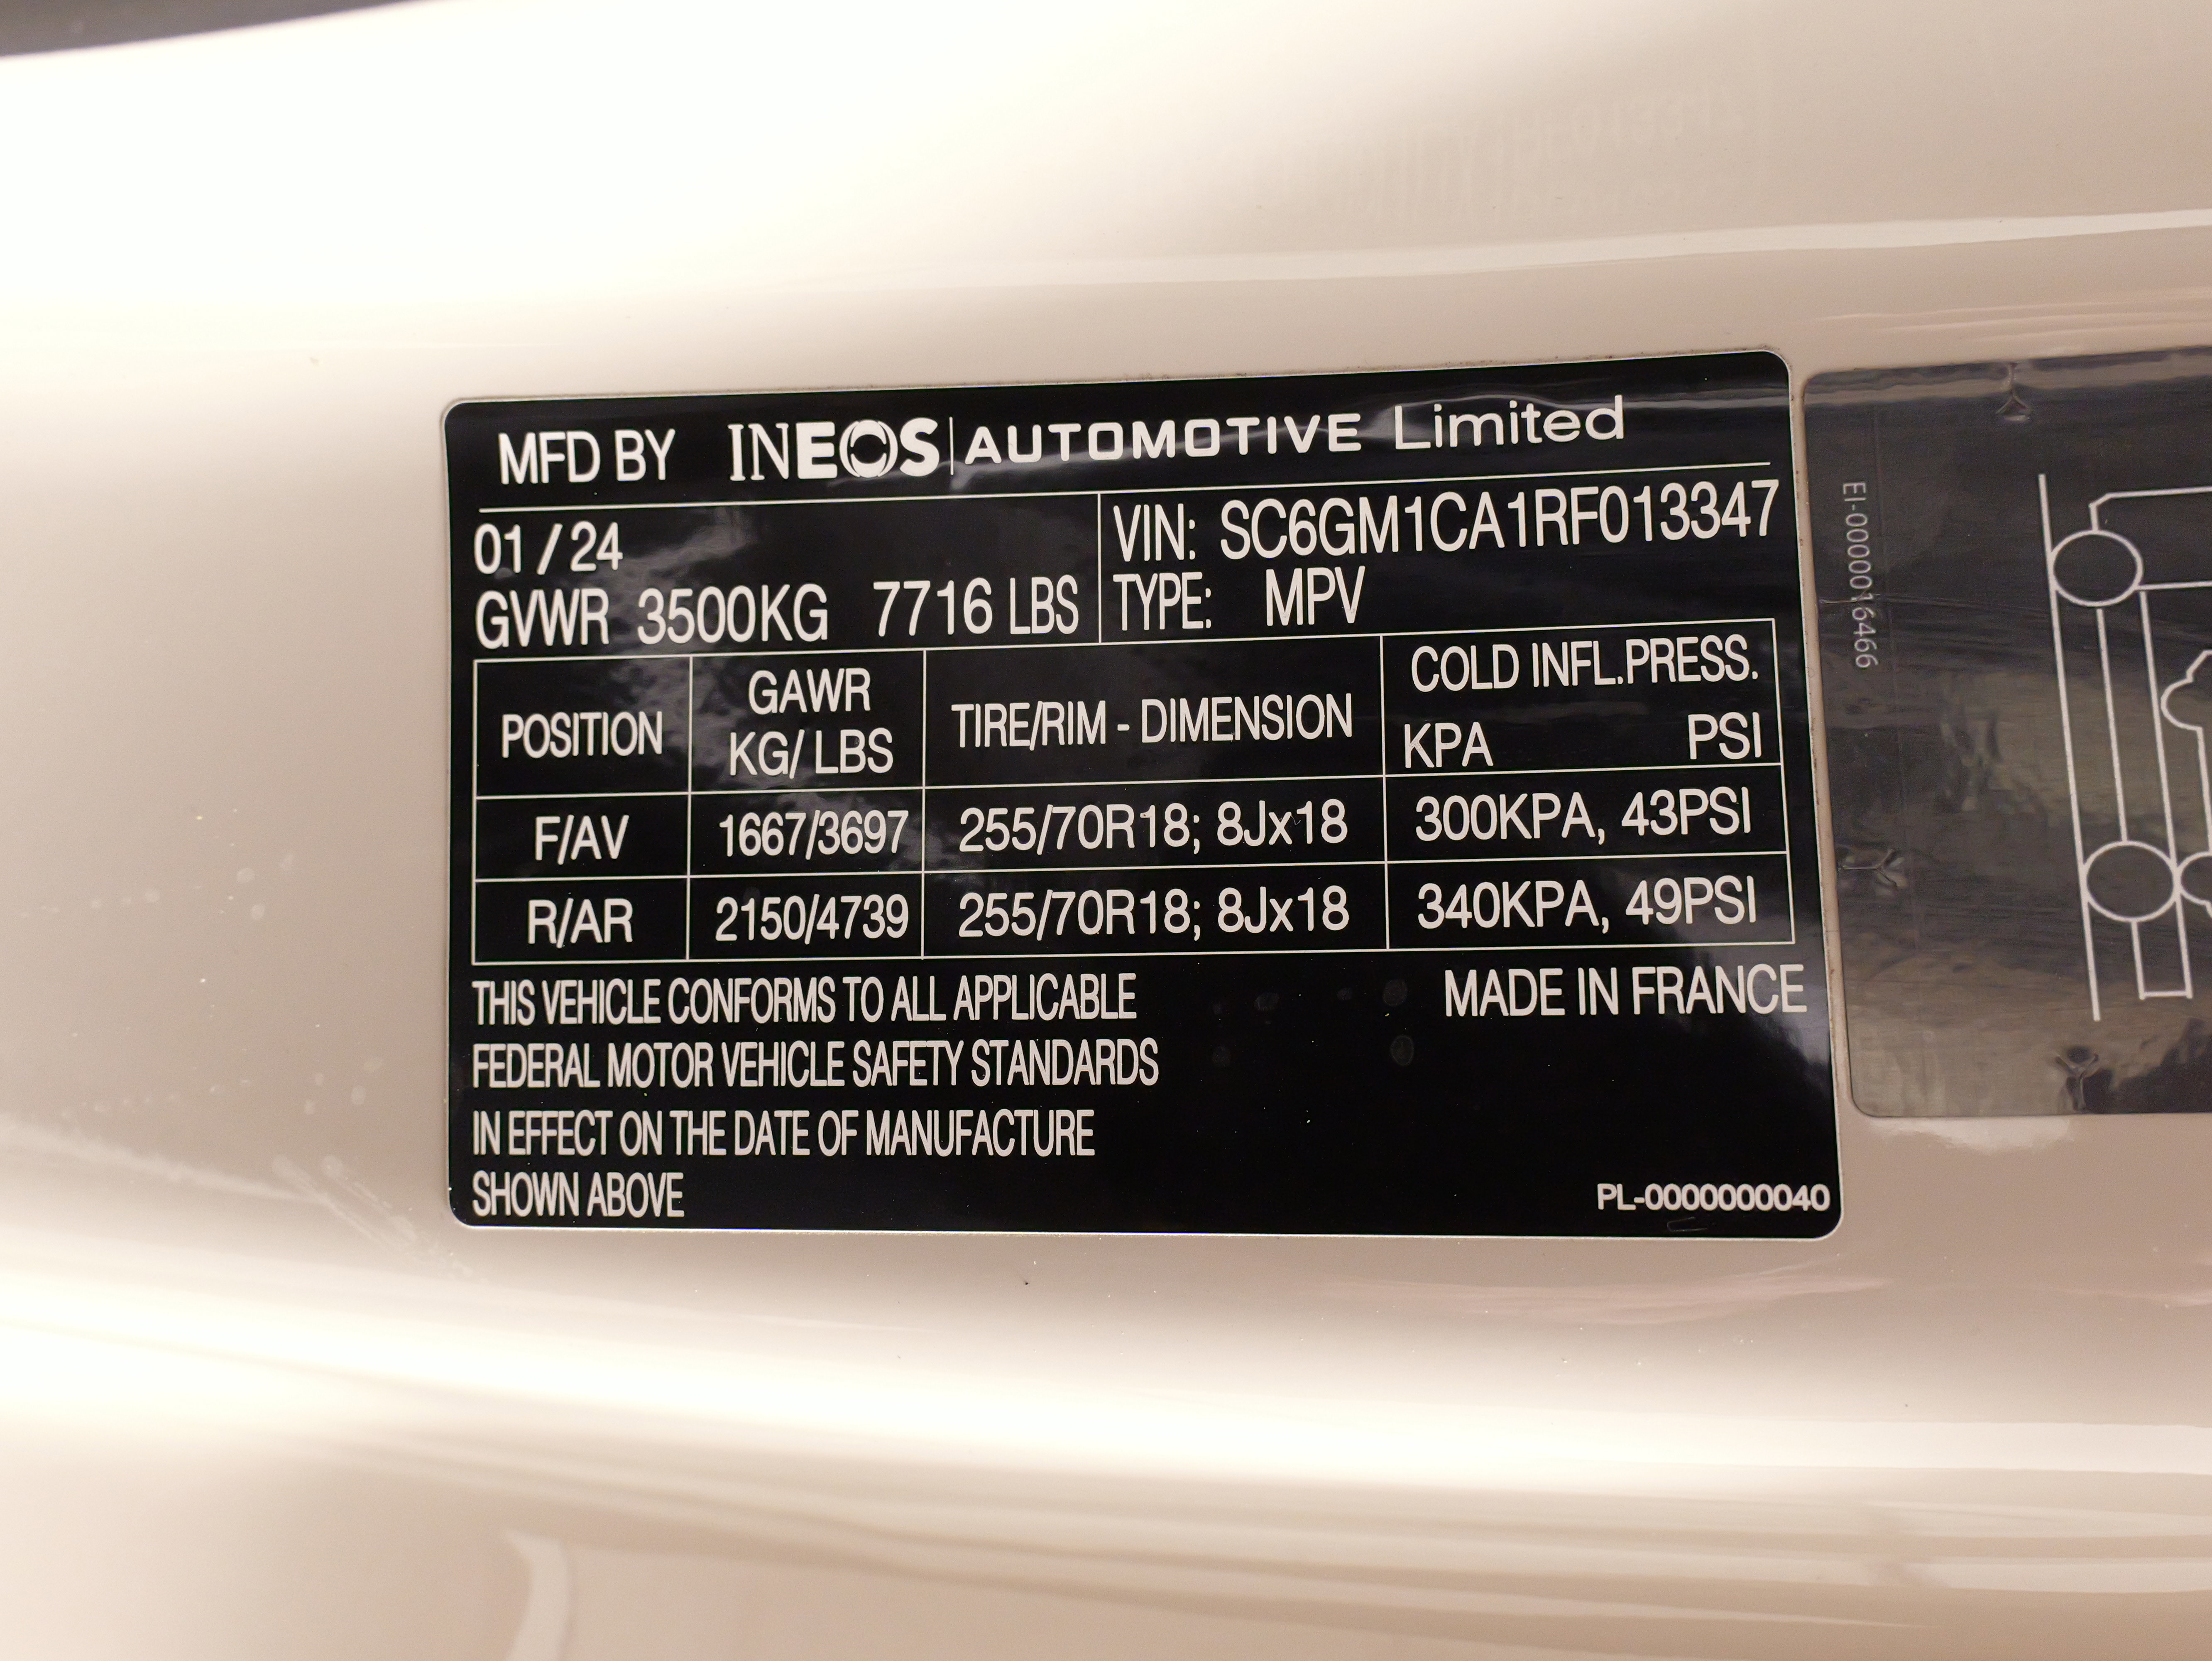 MFD BY INEOS | AUTOMOTIVE Limited
01 / 24
GVWR 3500KG 7716 LBS
VIN: SC6GM1CA1RF013347
TYPE: MPV
POSITION
GAWR
KG/ LBS
TIRE/RIM - DIMENSION
COLD INFL.PRESS.
KPA PSI
F/AV 1667/3697 255/70R18; 8Jx18 300KPA, 43PSI
R/AR 2150/4739 255/70R18; 8Jx18 340KPA, 49PSI
THIS VEHICLE CONFORMS TO ALL APPLICABLE
FEDERAL MOTOR VEHICLE SAFETY STANDARDS
IN EFFECT ON THE DATE OF MANUFACTURE
SHOWN ABOVE
MADE IN FRANCE
PL-0000000040
EI-000016466